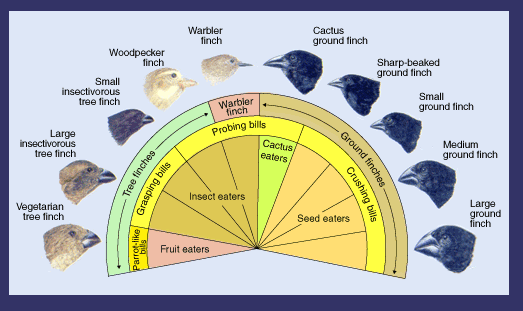 Warbler
finch
Cactus
ground finch
Woodpecker
finch
Sharp-beaked
ground finch
Small
insectivorous
tree finch
Small
ground finch
Large
insectivorous
tree finch
Medium
ground finch
Vegetarian
tree finch
Large
ground
finch
Tree finches
Warbler
finch
Ground finches
Parrot-like
bills
Grasping bills
Probing bills
Crushing bills
Fruit eaters
Insect eaters
Cactus
eaters
Seed eaters